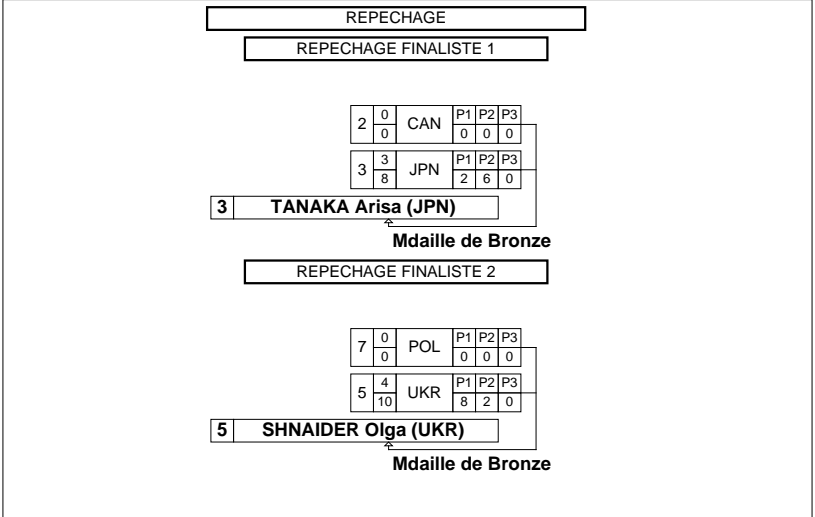 REPECHAGE
REPECHAGE FINALISTE 1
2 0 CAN P1 P2 P3
0 0 0 0
3 3 JPN P1 P2 P3
8 2 6 0
3 TANAKA Arisa (JPN)
Mdaille de Bronze
REPECHAGE FINALISTE 2
7 0 POL P1 P2 P3
0 0 0 0
5 4 UKR P1 P2 P3
10 8 2 0
5 SHNAIDER Olga (UKR)
Mdaille de Bronze